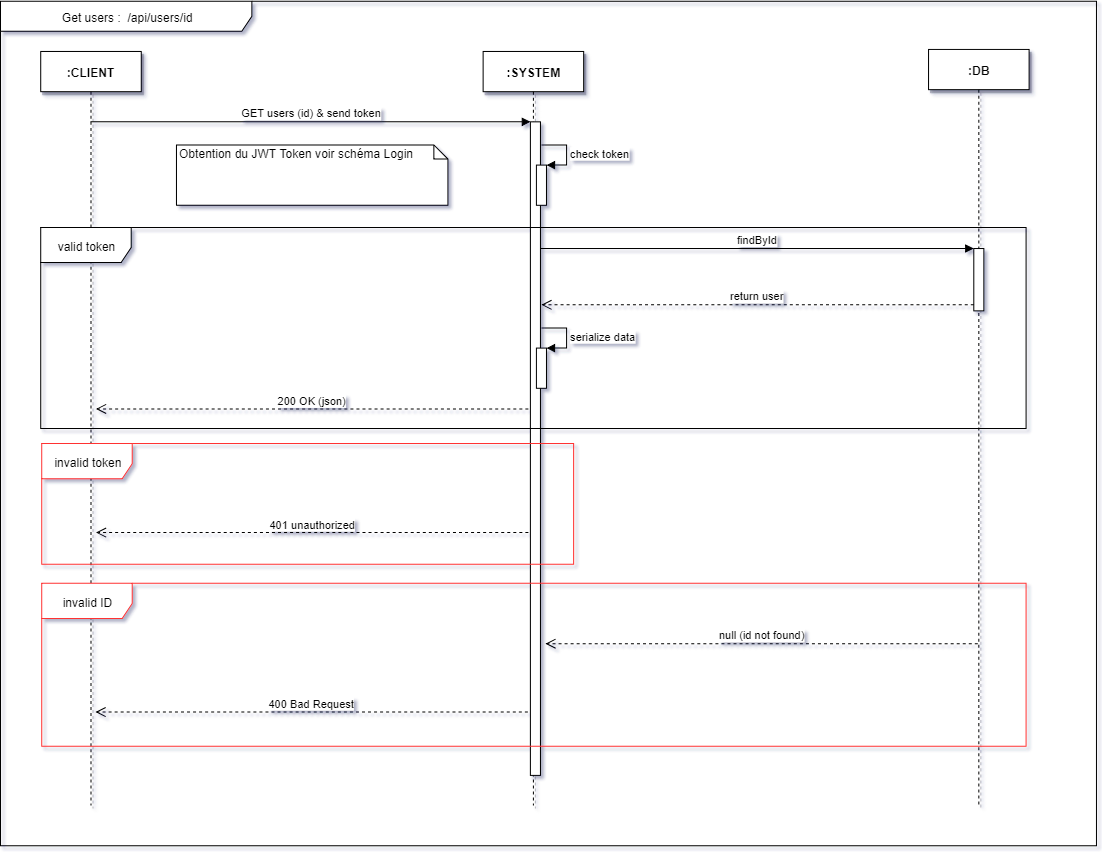 Get users :  /api/users/id
:CLIENT
:SYSTEM
:DB
GET users (id) & send token
Obtention du JWT Token voir schéma Login
check token
valid token
findById
return user
serialize data
200 OK (json)
invalid token
401 unauthorized
invalid ID
null (id not found)
400 Bad Request